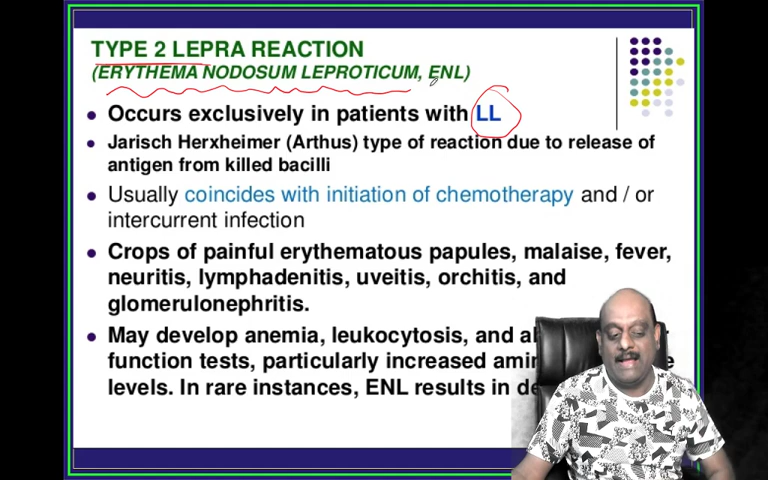 TYPE 2 LEPRA REACTION
(ERYTHEMA NODOSUM LEPROTICUM, ENL)
Occurs exclusively in patients with LL
Jarisch Herxheimer (Arthus) type of reaction due to release of
antigen from killed bacilli
Usually coincides with initiation of chemotherapy and / or
intercurrent infection
Crops of painful erythematous papules, malaise, fever,
neuritis, lymphadenitis, uveitis, orchitis, and
glomerulonephritis.
May develop anemia, leukocytosis, and
function tests, particularly increased
levels. In rare instances, ENL results in